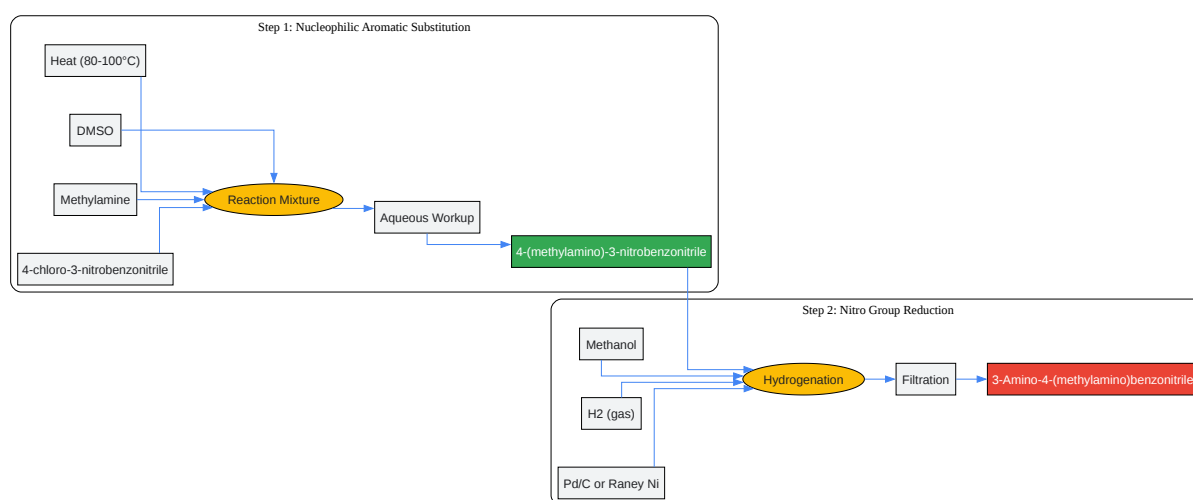 Step 1: Nucleophilic Aromatic Substitution
Heat (80-100°C)
DMSO
Methylamine
Reaction Mixture
Aqueous Workup
4-chloro-3-nitrobenzonitrile
4-(methylamino)-3-nitrobenzonitrile
Step 2: Nitro Group Reduction
Methanol
Hydrogenation
Filtration
3-Amino-4-(methylamino)benzonitrile
H2 (gas)
Pd/C or Raney Ni